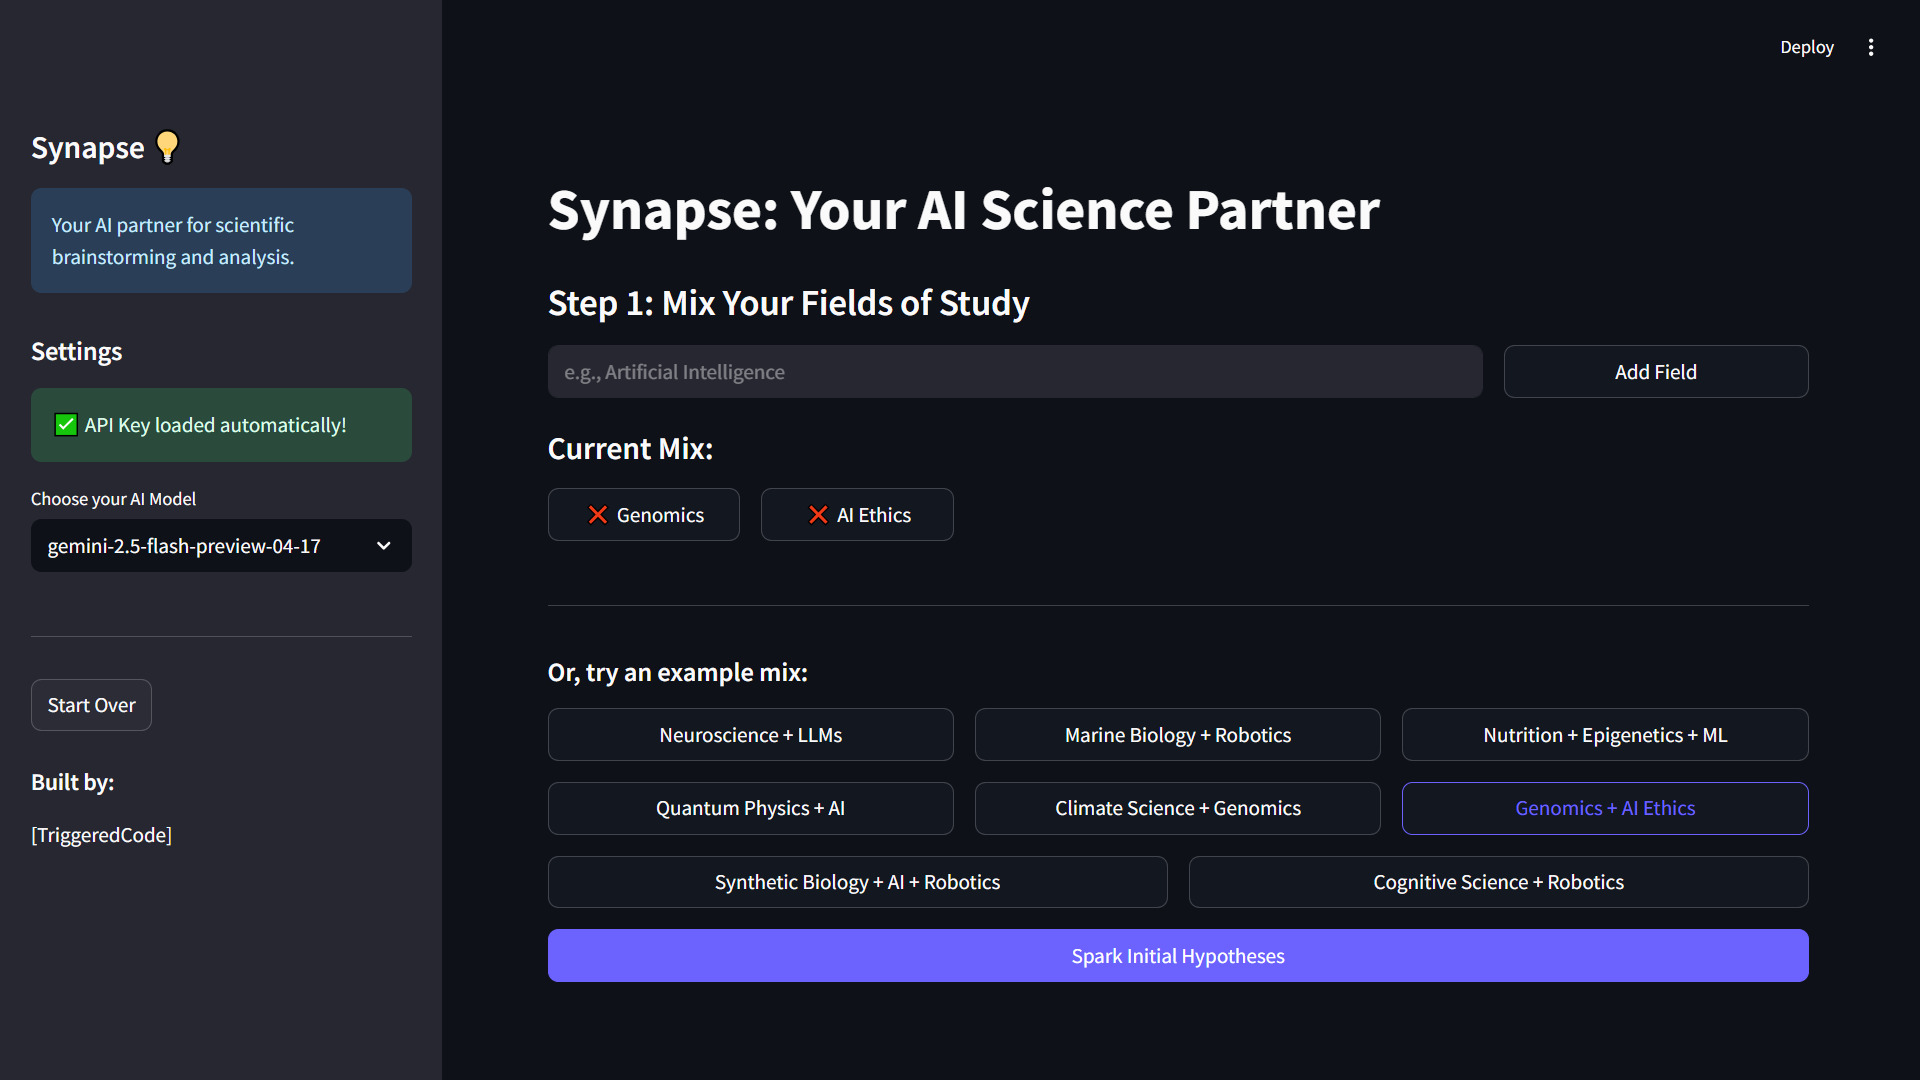 Deploy
Synapse 💡
Your AI partner for scientific
brainstorming and analysis.
Settings
✅ API Key loaded automatically!
Choose your AI Model
gemini-2.5-flash-preview-04-17
Start Over
Built by:
[TriggeredCode]
Synapse: Your AI Science Partner
Step 1: Mix Your Fields of Study
e.g., Artificial Intelligence
Add Field
Current Mix:
❌ Genomics
❌ AI Ethics
Or, try an example mix:
Neuroscience + LLMs
Marine Biology + Robotics
Nutrition + Epigenetics + ML
Quantum Physics + AI
Climate Science + Genomics
Genomics + AI Ethics
Synthetic Biology + AI + Robotics
Cognitive Science + Robotics
Spark Initial Hypotheses